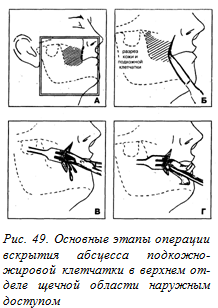 А
Б
разрез
кожи и
подкожной
клетчатки
В
Г
Рис. 49. Основные этапы операции
вскрытия абсцесса подкожно-
жировой клетчатки в верхнем от-
деле щечной области наружным
доступом